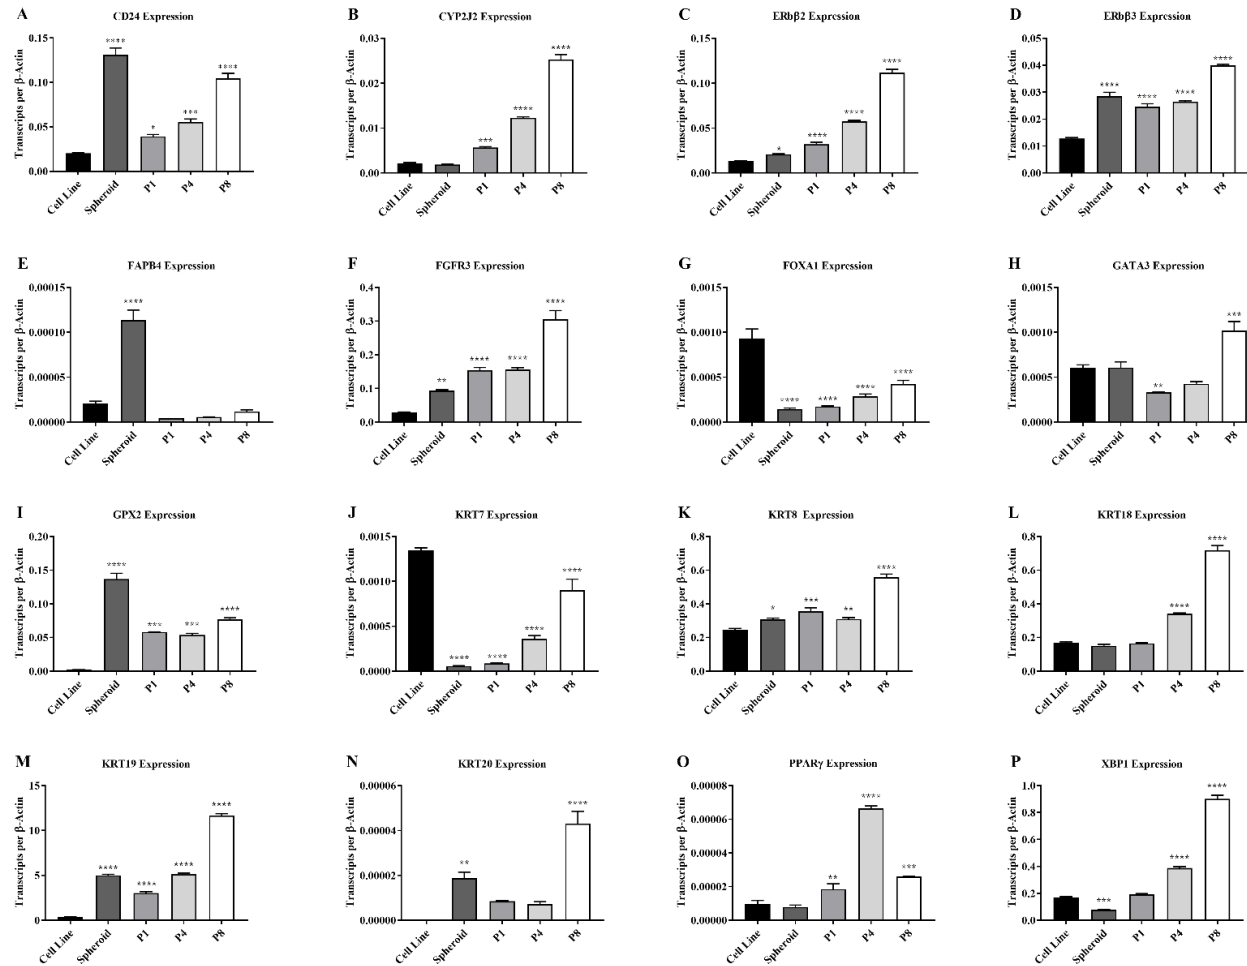 A
CD24 Expression
Transcripts per β-Actin
0.15
0.10
0.05
0.00
****
*
***
****
Cell Line
Spheroid
P1
P4
P8
B
CYP2J2 Expression
Transcripts per β-Actin
0.03
0.02
0.01
0.00
***
****
****
Cell Line
Spheroid
P1
P4
P8
C
ERbβ2 Expression
Transcripts per β-Actin
0.15
0.10
0.05
0.00
*
****
****
****
Cell Line
Spheroid
P1
P4
P8
D
ERbβ3 Expression
Transcripts per β-Actin
0.05
0.04
0.03
0.02
0.01
0.00
****
****
****
****
Cell Line
Spheroid
P1
P4
P8
E
FAPB4 Expression
Transcripts per β-Actin
0.00015
0.00010
0.00005
0.00000
****
Cell Line
Spheroid
P1
P4
P8
F
FGFR3 Expression
Transcripts per β-Actin
0.4
0.3
0.2
0.1
0.0
**
****
****
****
Cell Line
Spheroid
P1
P4
P8
G
FOXA1 Expression
Transcripts per β-Actin
0.0015
0.0010
0.0005
0.0000
****
****
****
****
Cell Line
Spheroid
P1
P4
P8
H
GATA3 Expression
Transcripts per β-Actin
0.0015
0.0010
0.0005
0.0000
**
***
Cell Line
Spheroid
P1
P4
P8
I
GPX2 Expression
Transcripts per β-Actin
0.20
0.15
0.10
0.05
0.00
****
***
***
****
Cell Line
Spheroid
P1
P4
P8
J
KRT7 Expression
Transcripts per β-Actin
0.0015
0.0010
0.0005
0.0000
****
****
****
****
Cell Line
Spheroid
P1
P4
P8
K
KRT8 Expression
Transcripts per β-Actin
0.8
0.6
0.4
0.2
0.0
*
***
**
****
Cell Line
Spheroid
P1
P4
P8
L
KRT18 Expression
Transcripts per β-Actin
0.8
0.6
0.4
0.2
0.0
****
****
Cell Line
Spheroid
P1
P4
P8
M
KRT19 Expression
Transcripts per β-Actin
15
10
5
0
****
****
****
****
Cell Line
Spheroid
P1
P4
P8
N
KRT20 Expression
Transcripts per β-Actin
0.00006
0.00004
0.00002
0.00000
**
****
Cell Line
Spheroid
P1
P4
P8
O
PPARγ Expression
Transcripts per β-Actin
0.00008
0.00006
0.00004
0.00002
0.00000
**
****
***
Cell Line
Spheroid
P1
P4
P8
P
XBP1 Expression
Transcripts per β-Actin
1.0
0.8
0.6
0.4
0.2
0.0
***
****
****
Cell Line
Spheroid
P1
P4
P8